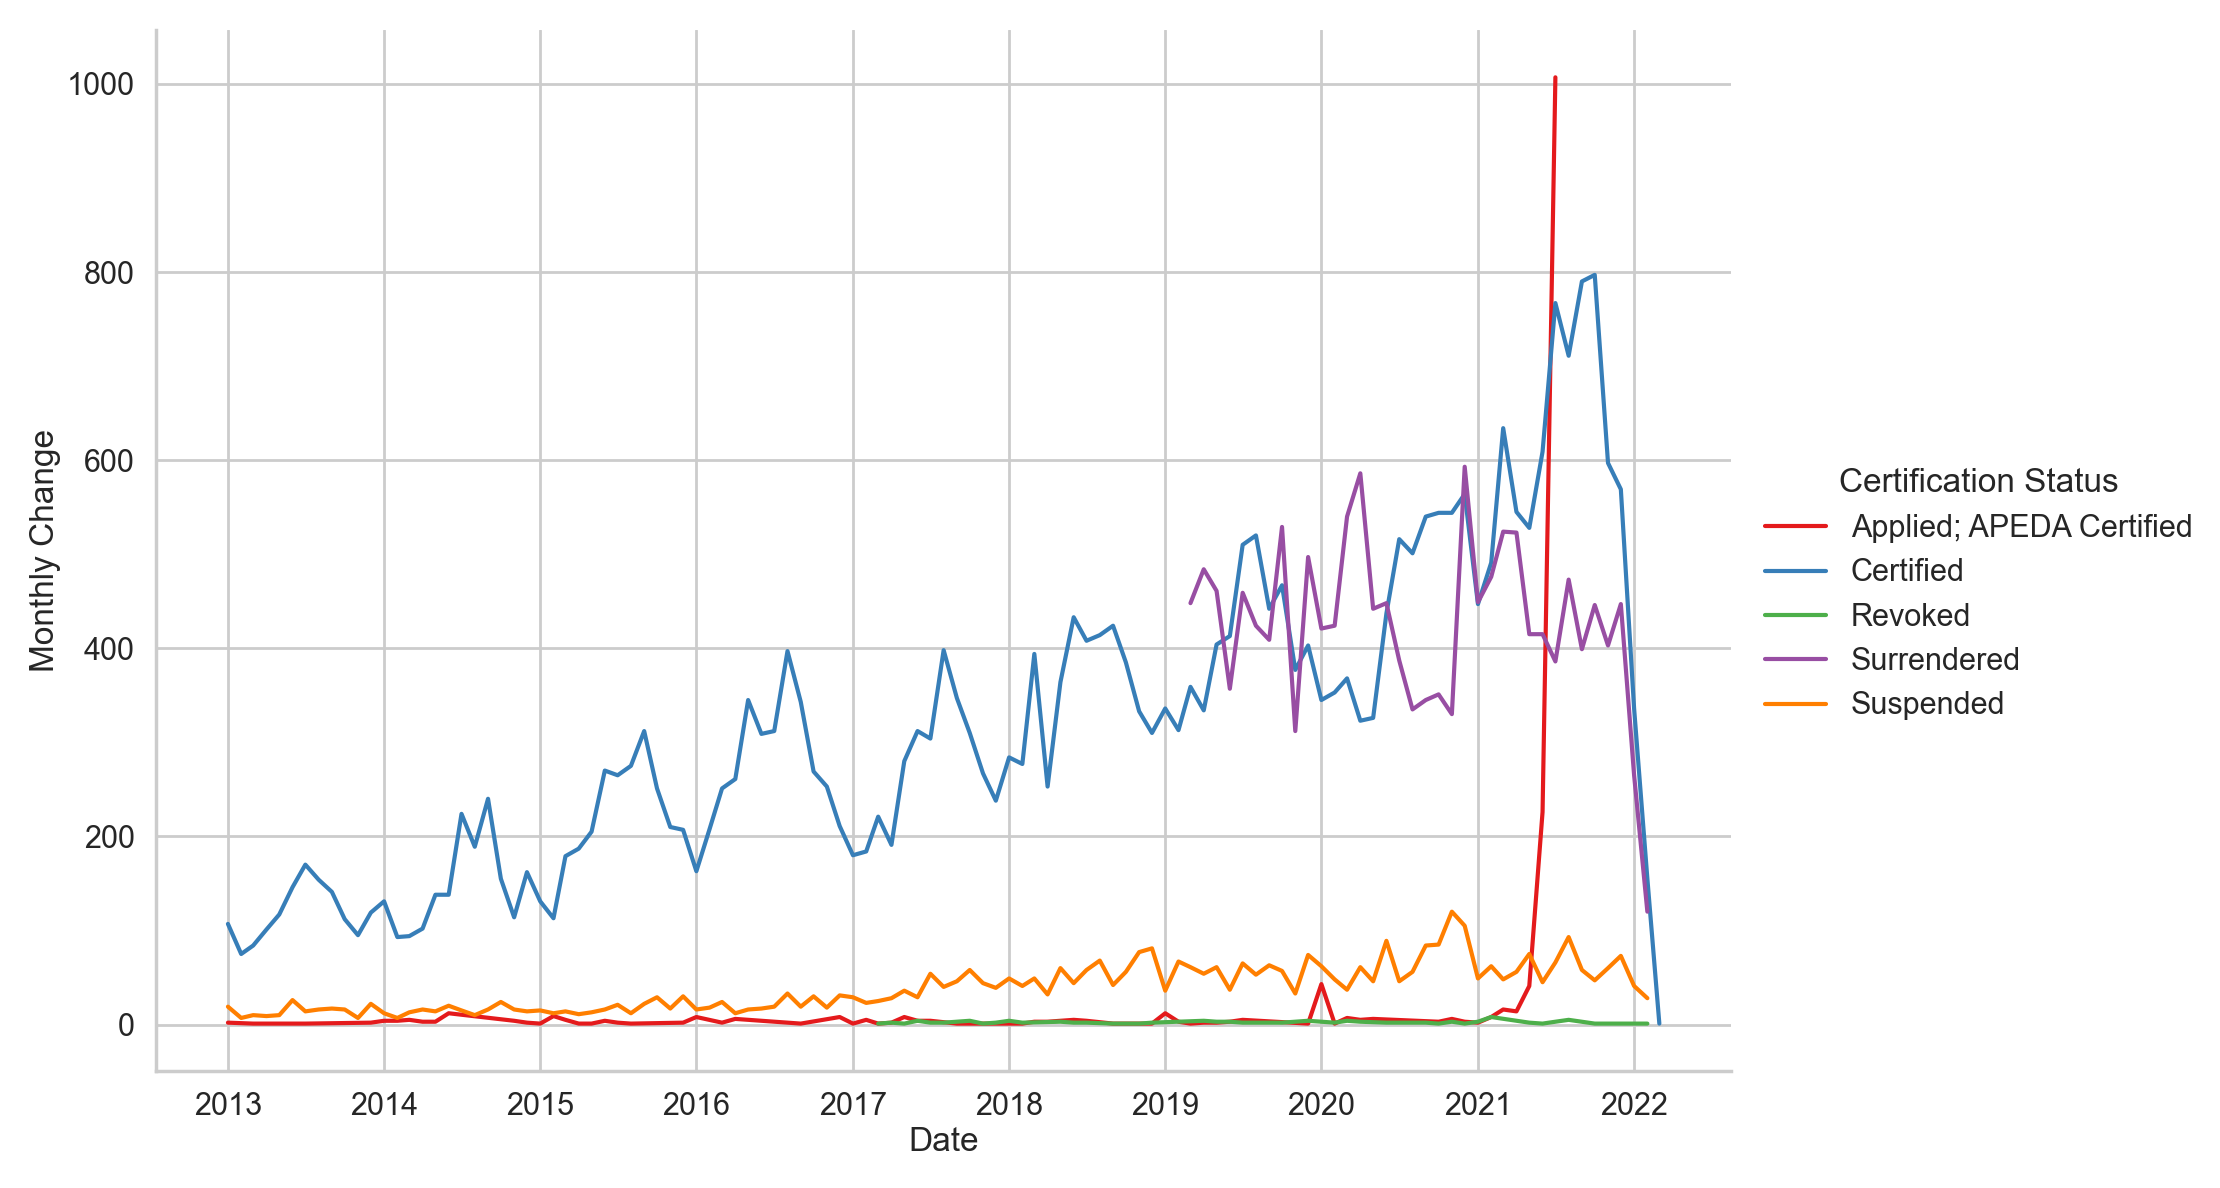 1000
800
600
400
200
0
Monthly Change
2013 2014 2015 2016 2017 2018 2019 2020 2021 2022
Date
Certification Status
Applied; APEDA Certified
Certified
Revoked
Surrendered
Suspended